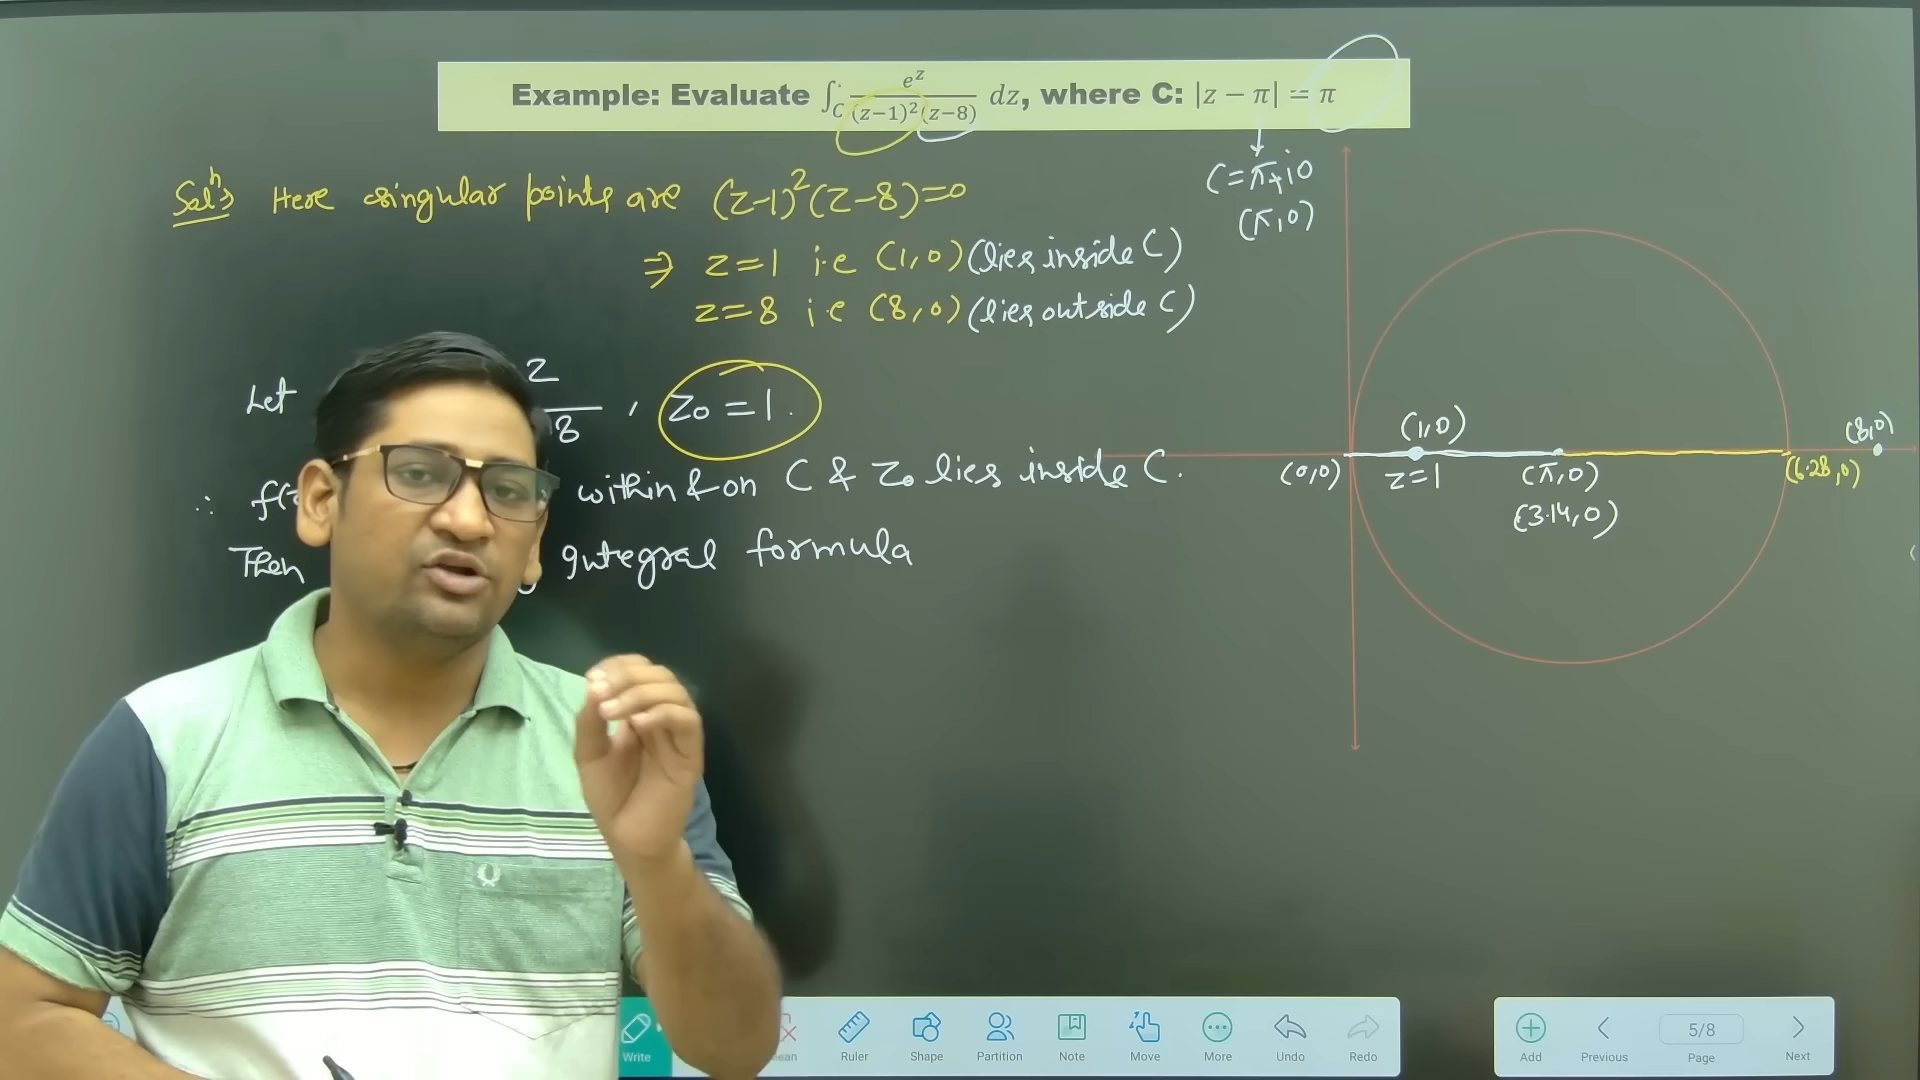 Example: Evaluate ∫_C e^z/((z−1)²(z−8)) dz, where C: |z − π| = π
C=π+i0
(π,0)
Solⁿ⇒ Here singular points are (z-1)²(z-8)=0
⇒ z=1 i.e (1,0) (lies inside C)
z=8 i.e (8,0) (lies outside C)
Let z / 8 , z₀=1.
∴ within & on C & z₀ lies inside C.
Then integral formula
(1,0)
(8,0)
(0,0) z=1 (π,0) (6.28,0)
(3.14,0)
Write Ruler Shape Partition Note Move More Undo Redo
Add Previous 5/8 Page Next